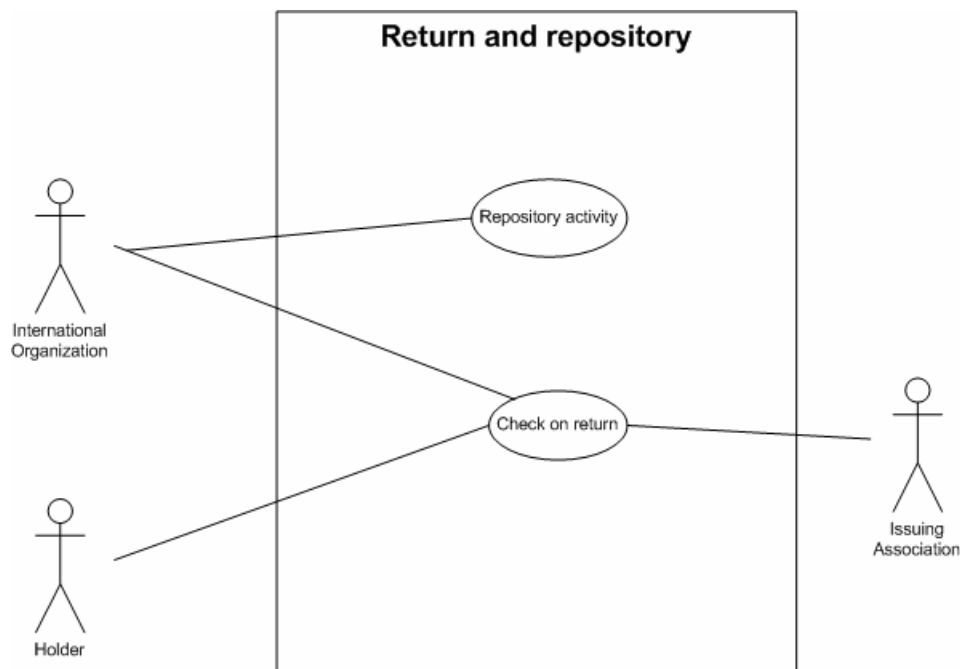 Return and repository
Repository activity
International
Organization
Check on return
Issuing
Association
Holder